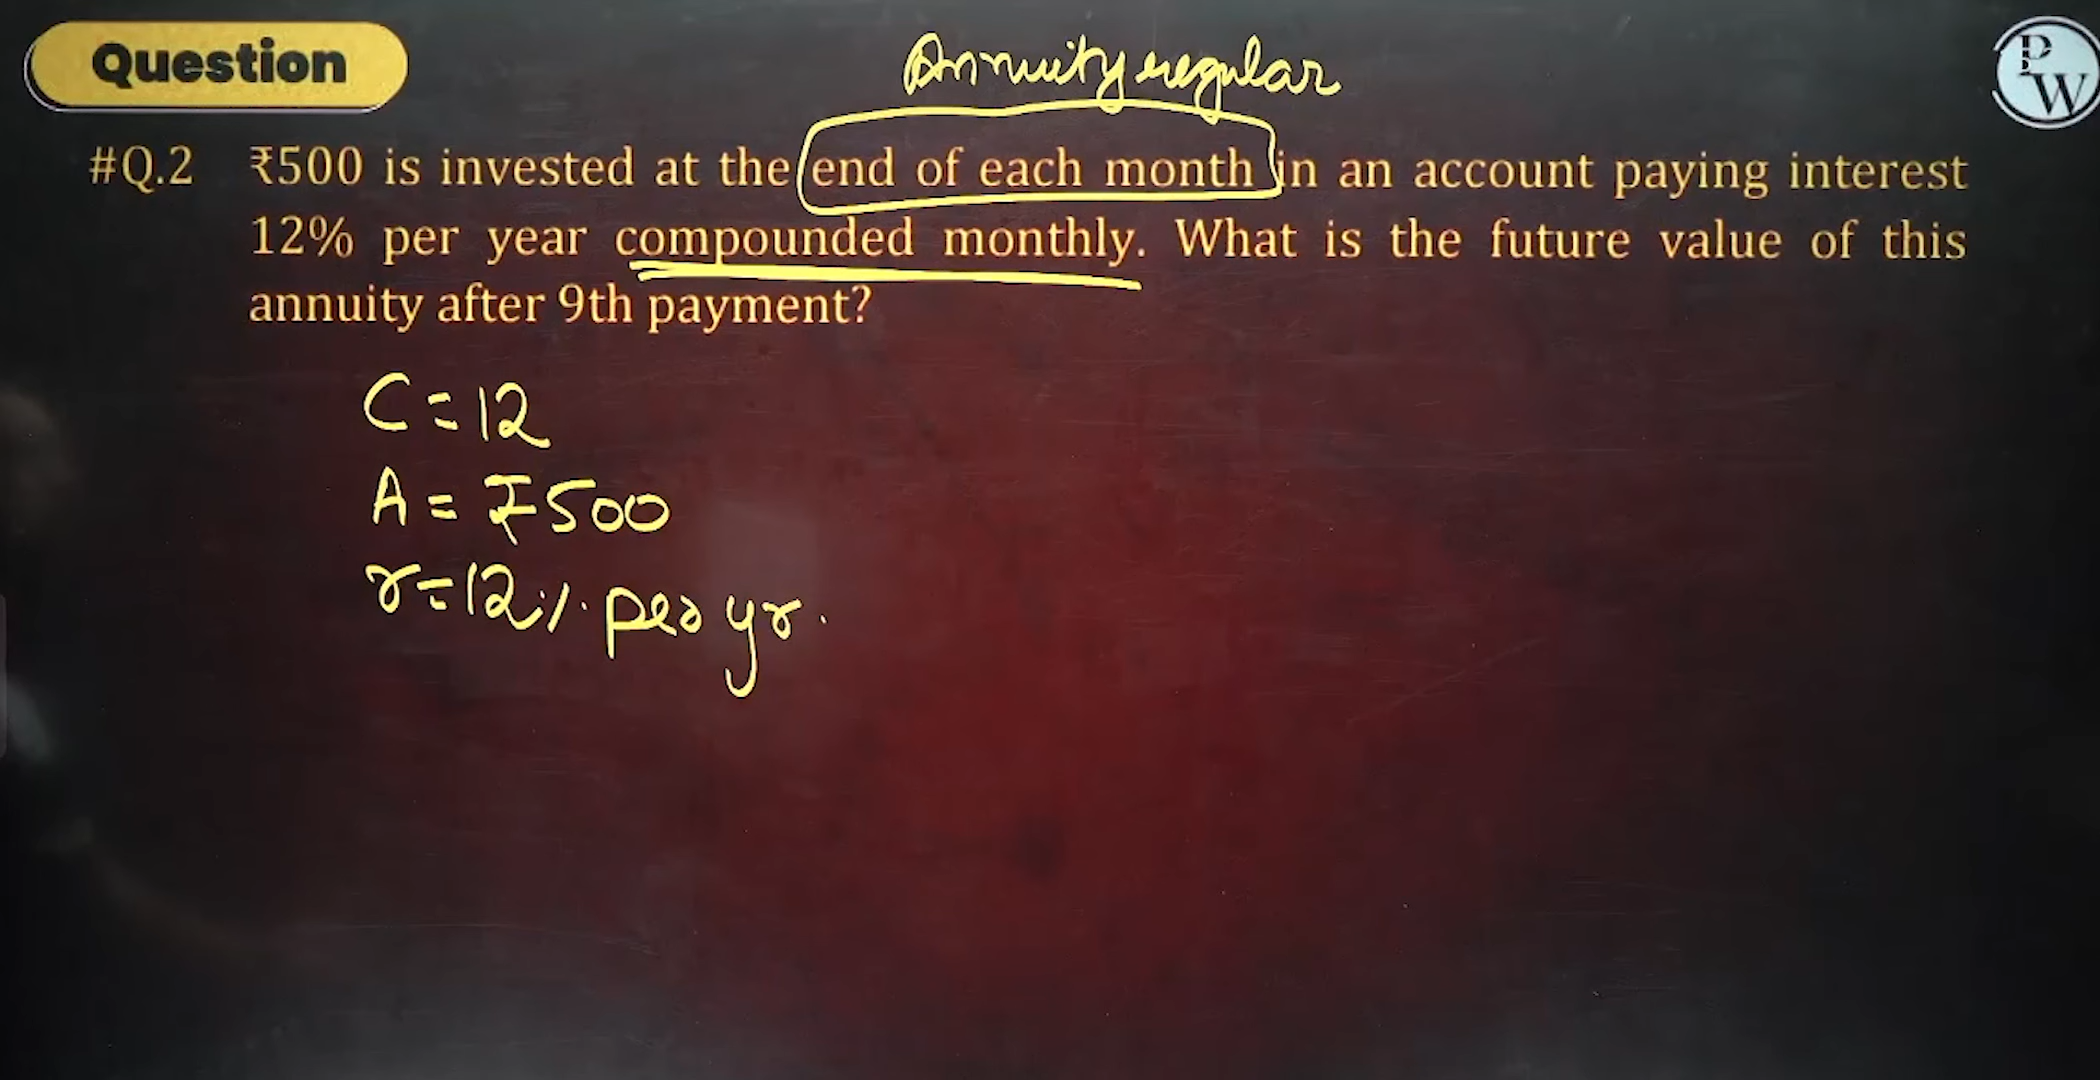 Question
Annuity regular
PW
#Q.2 ₹500 is invested at the end of each month in an account paying interest
12% per year compounded monthly. What is the future value of this
annuity after 9th payment?
C = 12
A = ₹500
r = 12% per yr.